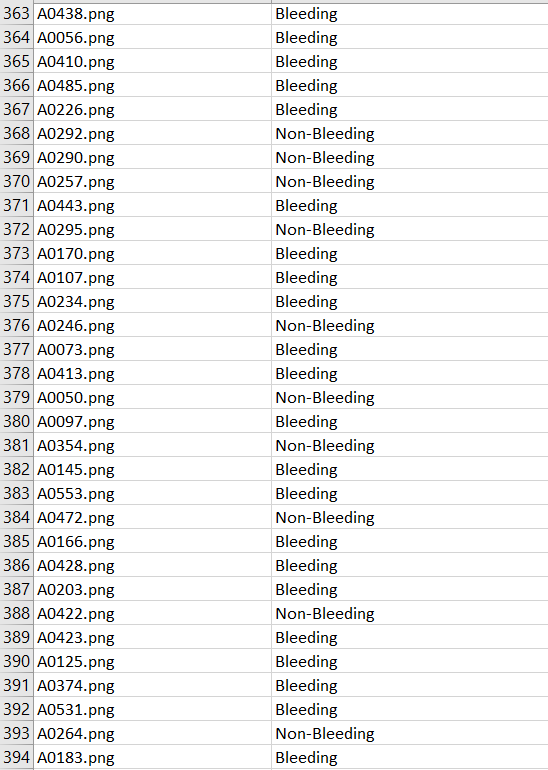 363 A0438.png Bleeding
364 A0056.png Bleeding
365 A0410.png Bleeding
366 A0485.png Bleeding
367 A0226.png Bleeding
368 A0292.png Non-Bleeding
369 A0290.png Non-Bleeding
370 A0257.png Non-Bleeding
371 A0443.png Bleeding
372 A0295.png Non-Bleeding
373 A0170.png Bleeding
374 A0107.png Bleeding
375 A0234.png Bleeding
376 A0246.png Non-Bleeding
377 A0073.png Bleeding
378 A0413.png Bleeding
379 A0050.png Non-Bleeding
380 A0097.png Bleeding
381 A0354.png Non-Bleeding
382 A0145.png Bleeding
383 A0553.png Bleeding
384 A0472.png Non-Bleeding
385 A0166.png Bleeding
386 A0428.png Bleeding
387 A0203.png Bleeding
388 A0422.png Non-Bleeding
389 A0423.png Bleeding
390 A0125.png Bleeding
391 A0374.png Bleeding
392 A0531.png Bleeding
393 A0264.png Non-Bleeding
394 A0183.png Bleeding